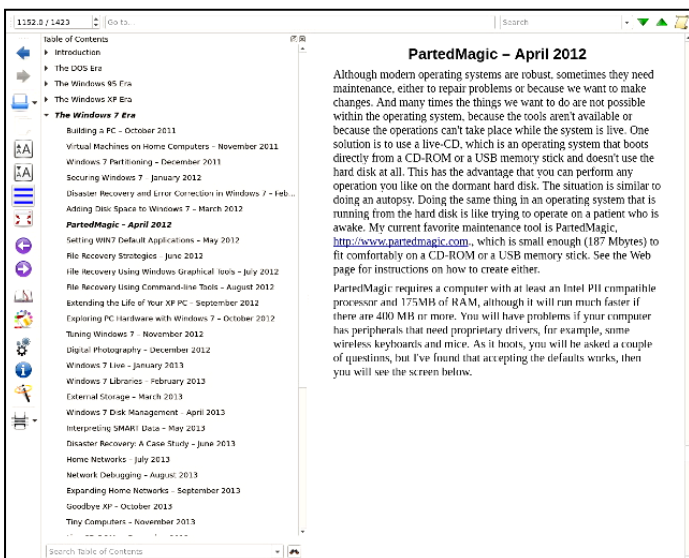 1152.0 / 1423
Go to...
Search
Table of Contents
Introduction
The DOS Era
The Windows 95 Era
The Windows XP Era
The Windows 7 Era
Building a PC – October 2011
Virtual Machines on Home Computers – November 2011
Windows 7 Partitioning – December 2011
Securing Windows 7 – January 2012
Disaster Recovery and Error Correction in Windows 7 – Feb...
Adding Disk Space to Windows 7 – March 2012
PartedMagic – April 2012
Setting WIN7 Default Applications – May 2012
File Recovery Strategies – June 2012
File Recovery Using Windows Graphical Tools – July 2012
File Recovery Using Command-line Tools – August 2012
Extending the Life of Your XP PC – September 2012
Exploring PC Hardware with Windows 7 – October 2012
Tuning Windows 7 – November 2012
Digital Photography – December 2012
Windows 7 Live – January 2013
Windows 7 Libraries – February 2013
External Storage – March 2013
Windows 7 Disk Management – April 2013
Interpreting SMART Data – May 2013
Disaster Recovery: A Case Study – June 2013
Home Networks – July 2013
Network Debugging – August 2013
Expanding Home Networks – September 2013
Goodbye XP – October 2013
Tiny Computers – November 2013
Search Table of Contents
PartedMagic – April 2012
Although modern operating systems are robust, sometimes they need
maintenance, either to repair problems or because we want to make
changes. And many times the things we want to do are not possible
within the operating system, because the tools aren't available or
because the operations can't take place while the system is live. One
solution is to use a live-CD, which is an operating system that boots
directly from a CD-ROM or a USB memory stick and doesn't use the
hard disk at all. This has the advantage that you can perform any
operation you like on the dormant hard disk. The situation is similar to
doing an autopsy. Doing the same thing in an operating system that is
running from the hard disk is like trying to operate on a patient who is
awake. My current favorite maintenance tool is PartedMagic,
http://www.partedmagic.com., which is small enough (187 Mbytes) to
fit comfortably on a CD-ROM or a USB memory stick. See the Web
page for instructions on how to create either.
PartedMagic requires a computer with at least an Intel PII compatible
processor and 175MB of RAM, although it will run much faster if
there are 400 MB or more. You will have problems if your computer
has peripherals that need proprietary drivers, for example, some
wireless keyboards and mice. As it boots, you will be asked a couple
of questions, but I've found that accepting the defaults works, then
you will see the screen below.